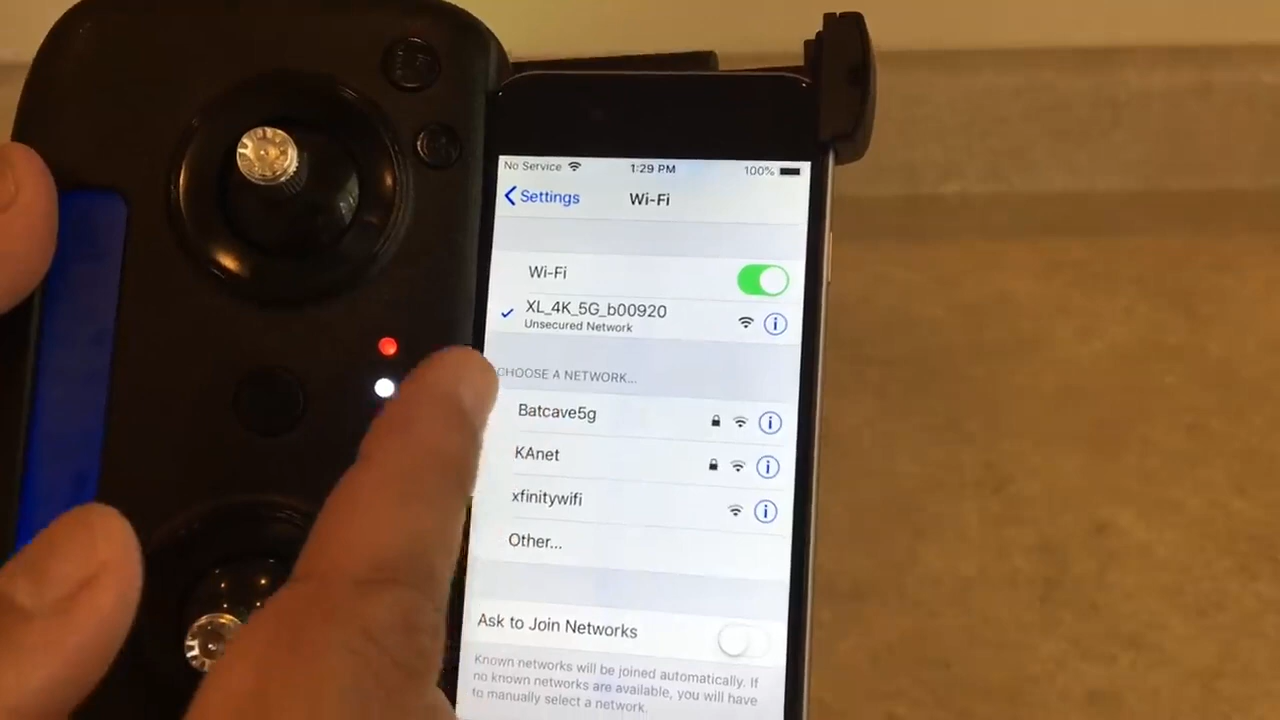 No Service 1:29 PM 100%
Settings Wi-Fi
Wi-Fi
XL_4K_5G_b00920
Unsecured Network
CHOOSE A NETWORK...
Batcave5g
KAnet
xfinitywifi
Other...
Ask to Join Networks
Known networks will be joined automatically. If
no known networks are available, you will have
to manually select a network.